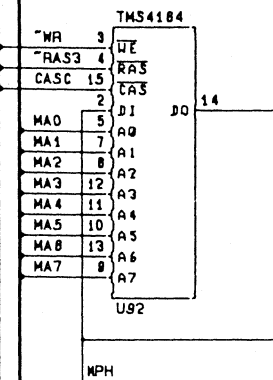 TMS4164
~WR 3 WE
~RAS3 4 RAS
CASC 15 CAS
2 DI DO 14
MA0 5 A0
MA1 7 A1
MA2 6 A2
MA3 12 A3
MA4 11 A4
MA5 10 A5
MA6 13 A6
MA7 9 A7
U92
MPH